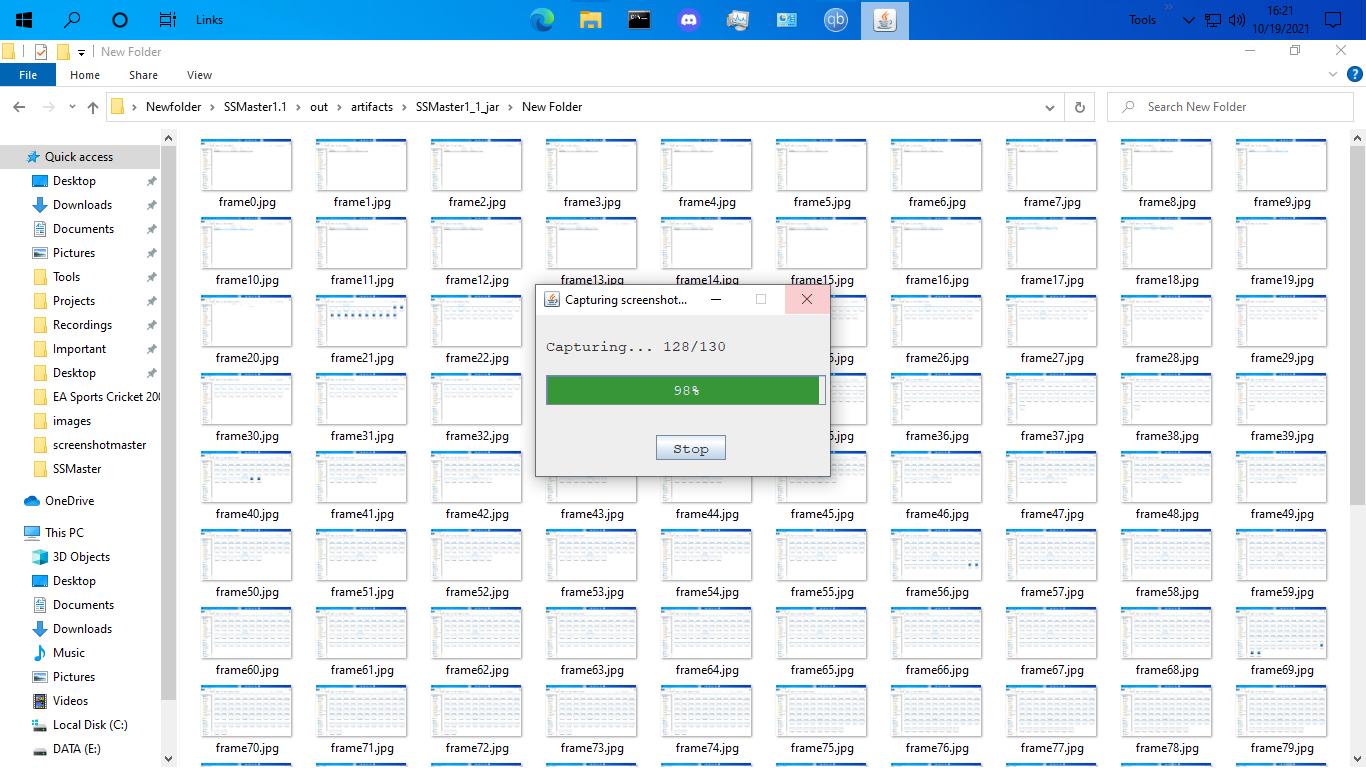 Links
Tools
16:21
10/19/2021
New Folder
File Home Share View
Newfolder SSMaster1.1 out artifacts SSMaster1_1_jar New Folder
Search New Folder
Quick access
Desktop
Downloads
Documents
Pictures
Tools
Projects
Recordings
Important
Desktop
EA Sports Cricket 20
images
screenshotmaster
SSMaster
OneDrive
This PC
3D Objects
Desktop
Documents
Downloads
Music
Pictures
Videos
Local Disk (C:)
DATA (E:)
frame0.jpg frame1.jpg frame2.jpg frame3.jpg frame4.jpg frame5.jpg frame6.jpg frame7.jpg frame8.jpg frame9.jpg
frame10.jpg frame11.jpg frame12.jpg frame13.jpg frame14.jpg frame15.jpg frame16.jpg frame17.jpg frame18.jpg frame19.jpg
frame20.jpg frame21.jpg frame22.jpg frame26.jpg frame27.jpg frame28.jpg frame29.jpg
frame30.jpg frame31.jpg frame32.jpg frame36.jpg frame37.jpg frame38.jpg frame39.jpg
frame40.jpg frame41.jpg frame42.jpg frame43.jpg frame44.jpg frame45.jpg frame46.jpg frame47.jpg frame48.jpg frame49.jpg
frame50.jpg frame51.jpg frame52.jpg frame53.jpg frame54.jpg frame55.jpg frame56.jpg frame57.jpg frame58.jpg frame59.jpg
frame60.jpg frame61.jpg frame62.jpg frame63.jpg frame64.jpg frame65.jpg frame66.jpg frame67.jpg frame68.jpg frame69.jpg
frame70.jpg frame71.jpg frame72.jpg frame73.jpg frame74.jpg frame75.jpg frame76.jpg frame77.jpg frame78.jpg frame79.jpg
Capturing screenshot...
Capturing... 128/130
98%
Stop